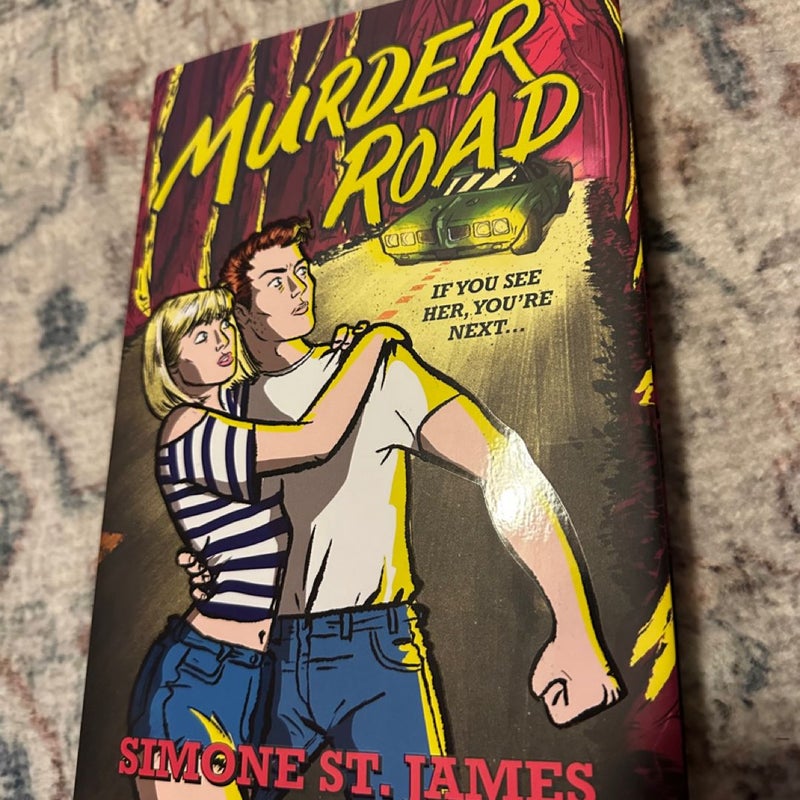 MURDER
ROAD
IF YOU SEE
HER, YOU'RE
NEXT...
SIMONE ST. JAMES